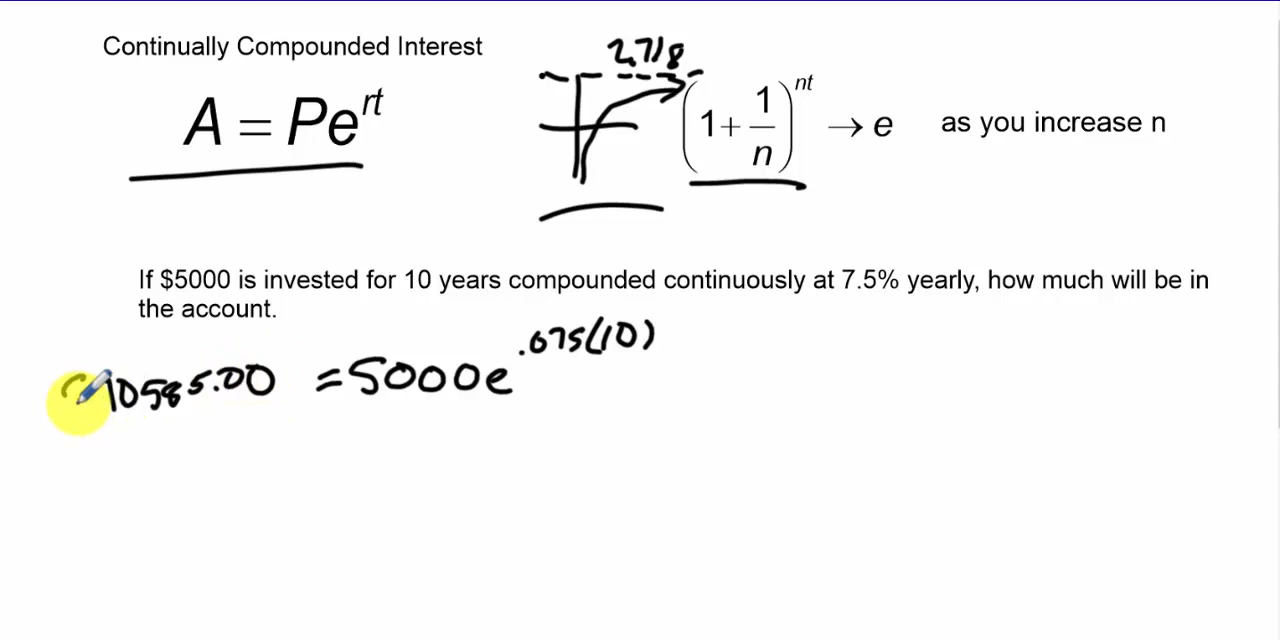 Continually Compounded Interest
2.718
A = Pe^{rt}
(1 + 1/n)^{nt} → e as you increase n
If $5000 is invested for 10 years compounded continuously at 7.5% yearly, how much will be in
the account.
10585.00 = 5000e^{.075(10)}